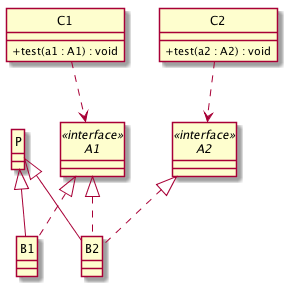 C1
C2
+test(a1 : A1) : void
+test(a2 : A2) : void
P
«interface»
A1
«interface»
A2
B1
B2